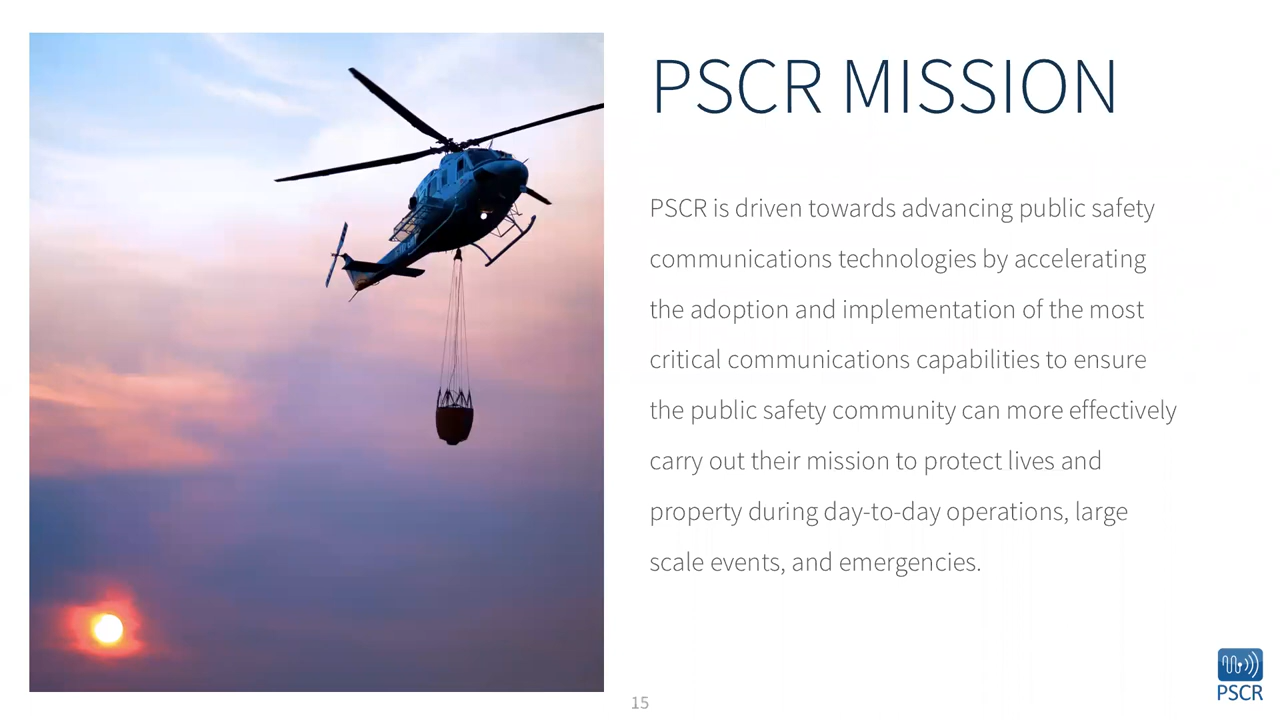 PSCR MISSION
PSCR is driven towards advancing public safety
communications technologies by accelerating
the adoption and implementation of the most
critical communications capabilities to ensure
the public safety community can more effectively
carry out their mission to protect lives and
property during day-to-day operations, large
scale events, and emergencies.
15
PSCR